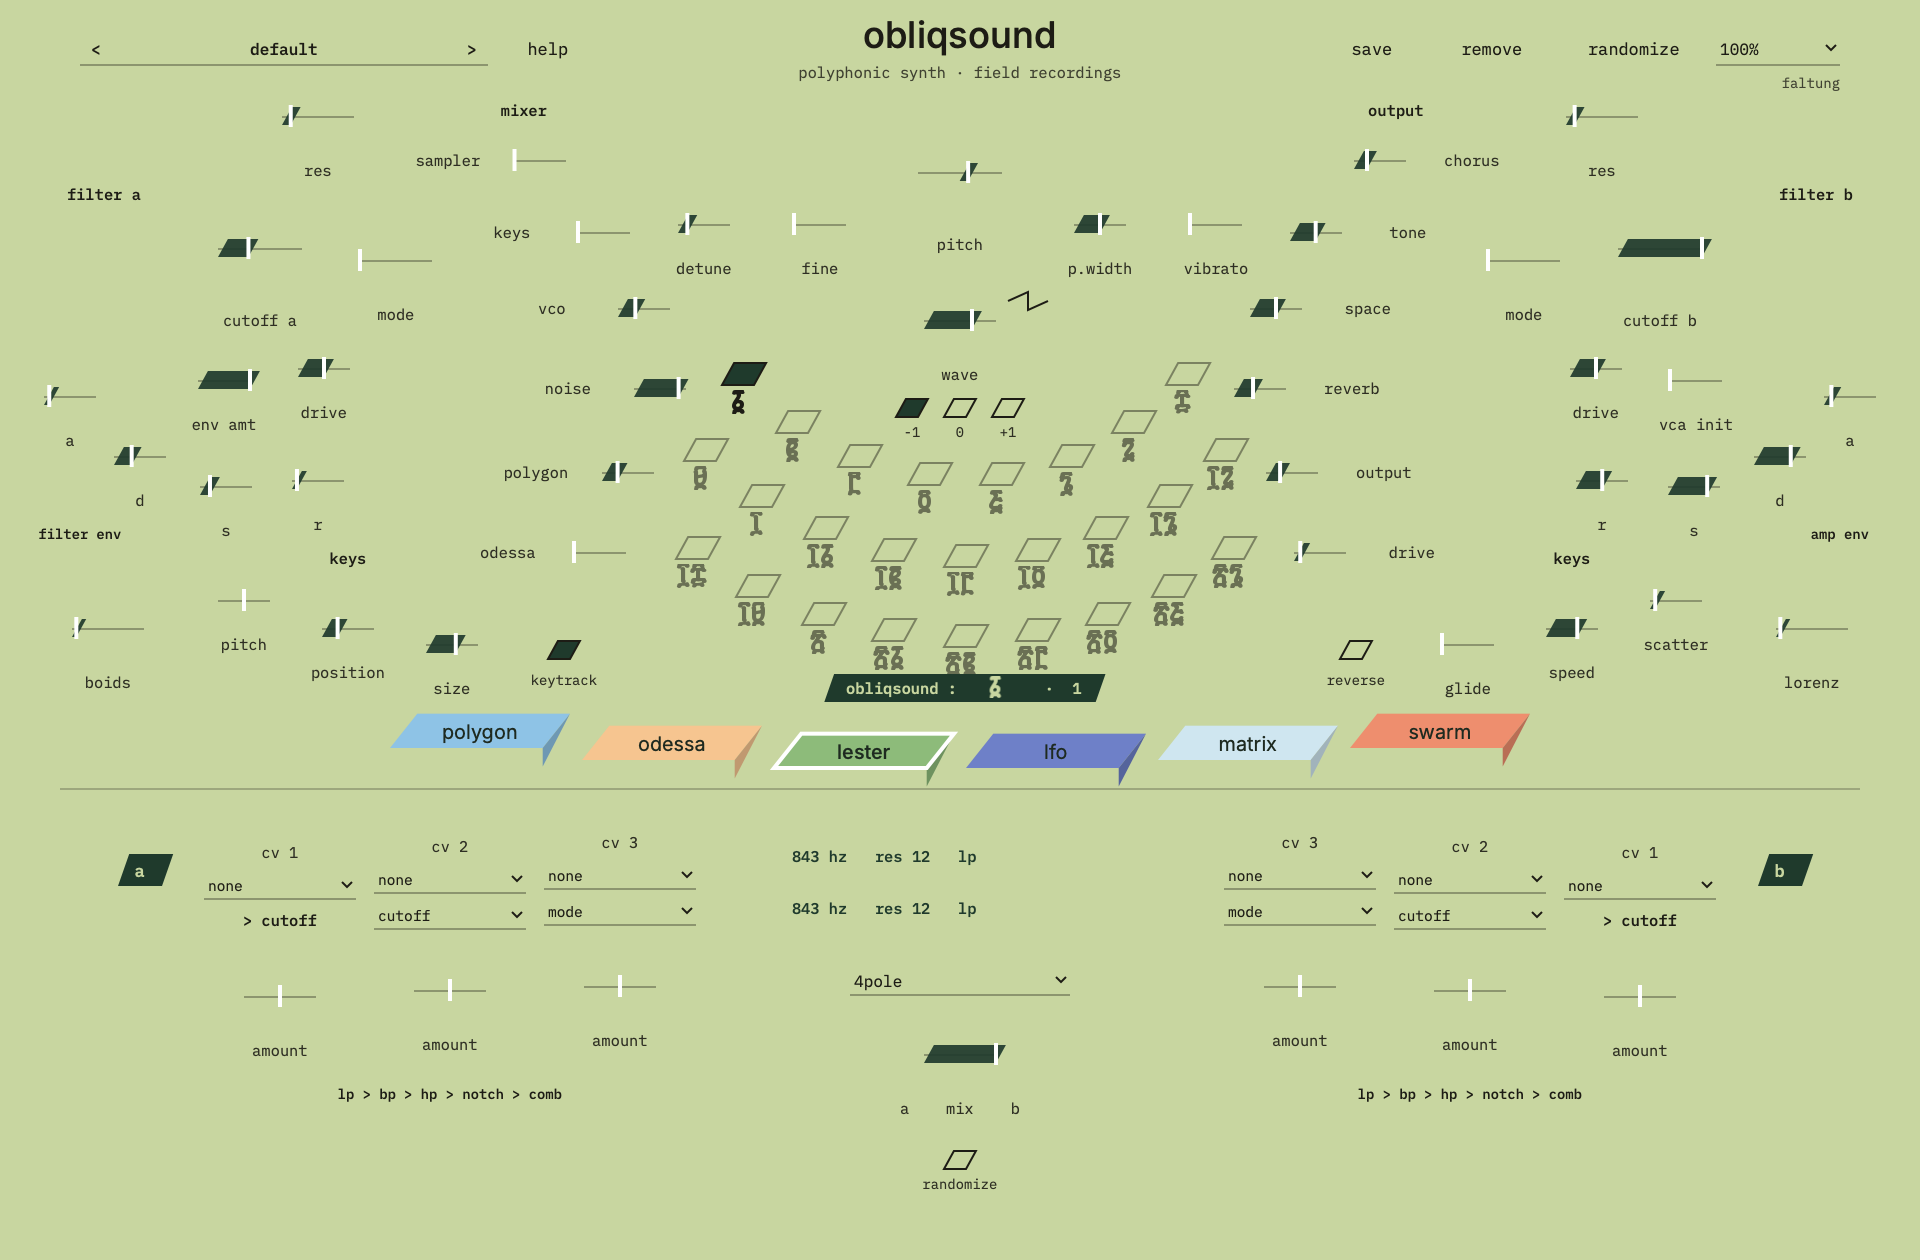 obliqsound
< default > help
save remove randomize 100%
polyphonic synth · field recordings
faltung
mixer
output
sampler
chorus
res
res
filter a
filter b
keys
tone
pitch
detune
fine
p.width
vibrato
vco
space
cutoff a
mode
mode
cutoff b
wave
noise
reverb
drive
drive
env amt
vca init
-1
0
+1
a
a
polygon
output
d
d
s
r
r
s
filter env
amp env
odessa
drive
keys
keys
pitch
scatter
position
speed
boids
size
keytrack
reverse
glide
lorenz
obliqsound : · 1
polygon
odessa
lester
lfo
matrix
swarm
a
cv 1
cv 2
cv 3
none
none
none
> cutoff
cutoff
mode
843 hz res 12 lp
843 hz res 12 lp
cv 3
cv 2
cv 1
b
none
none
none
mode
cutoff
> cutoff
4pole
amount
amount
amount
amount
amount
amount
lp > bp > hp > notch > comb
lp > bp > hp > notch > comb
a mix b
randomize